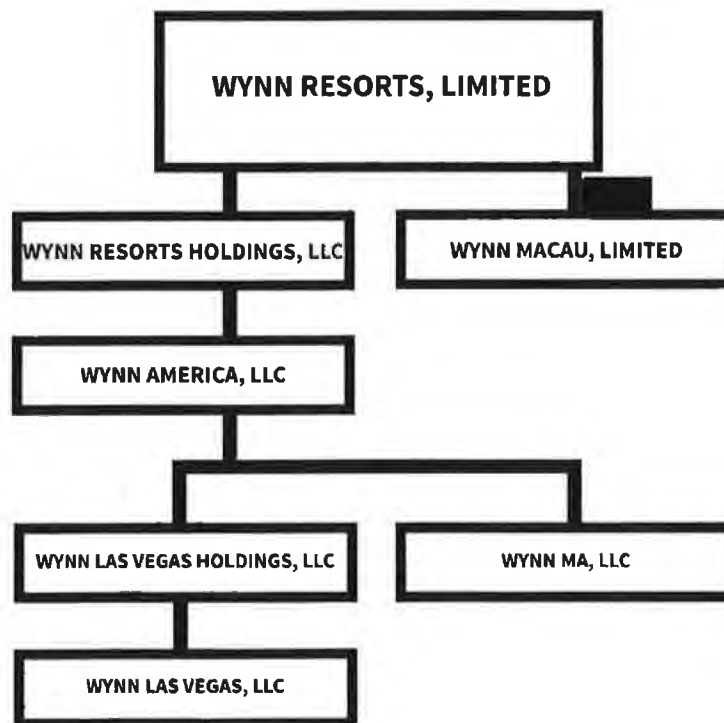 WYNN RESORTS, LIMITED
WYNN RESORTS HOLDINGS, LLC
WYNN MACAU, LIMITED
WYNN AMERICA, LLC
WYNN LAS VEGAS HOLDINGS, LLC
WYNN MA, LLC
WYNN LAS VEGAS, LLC